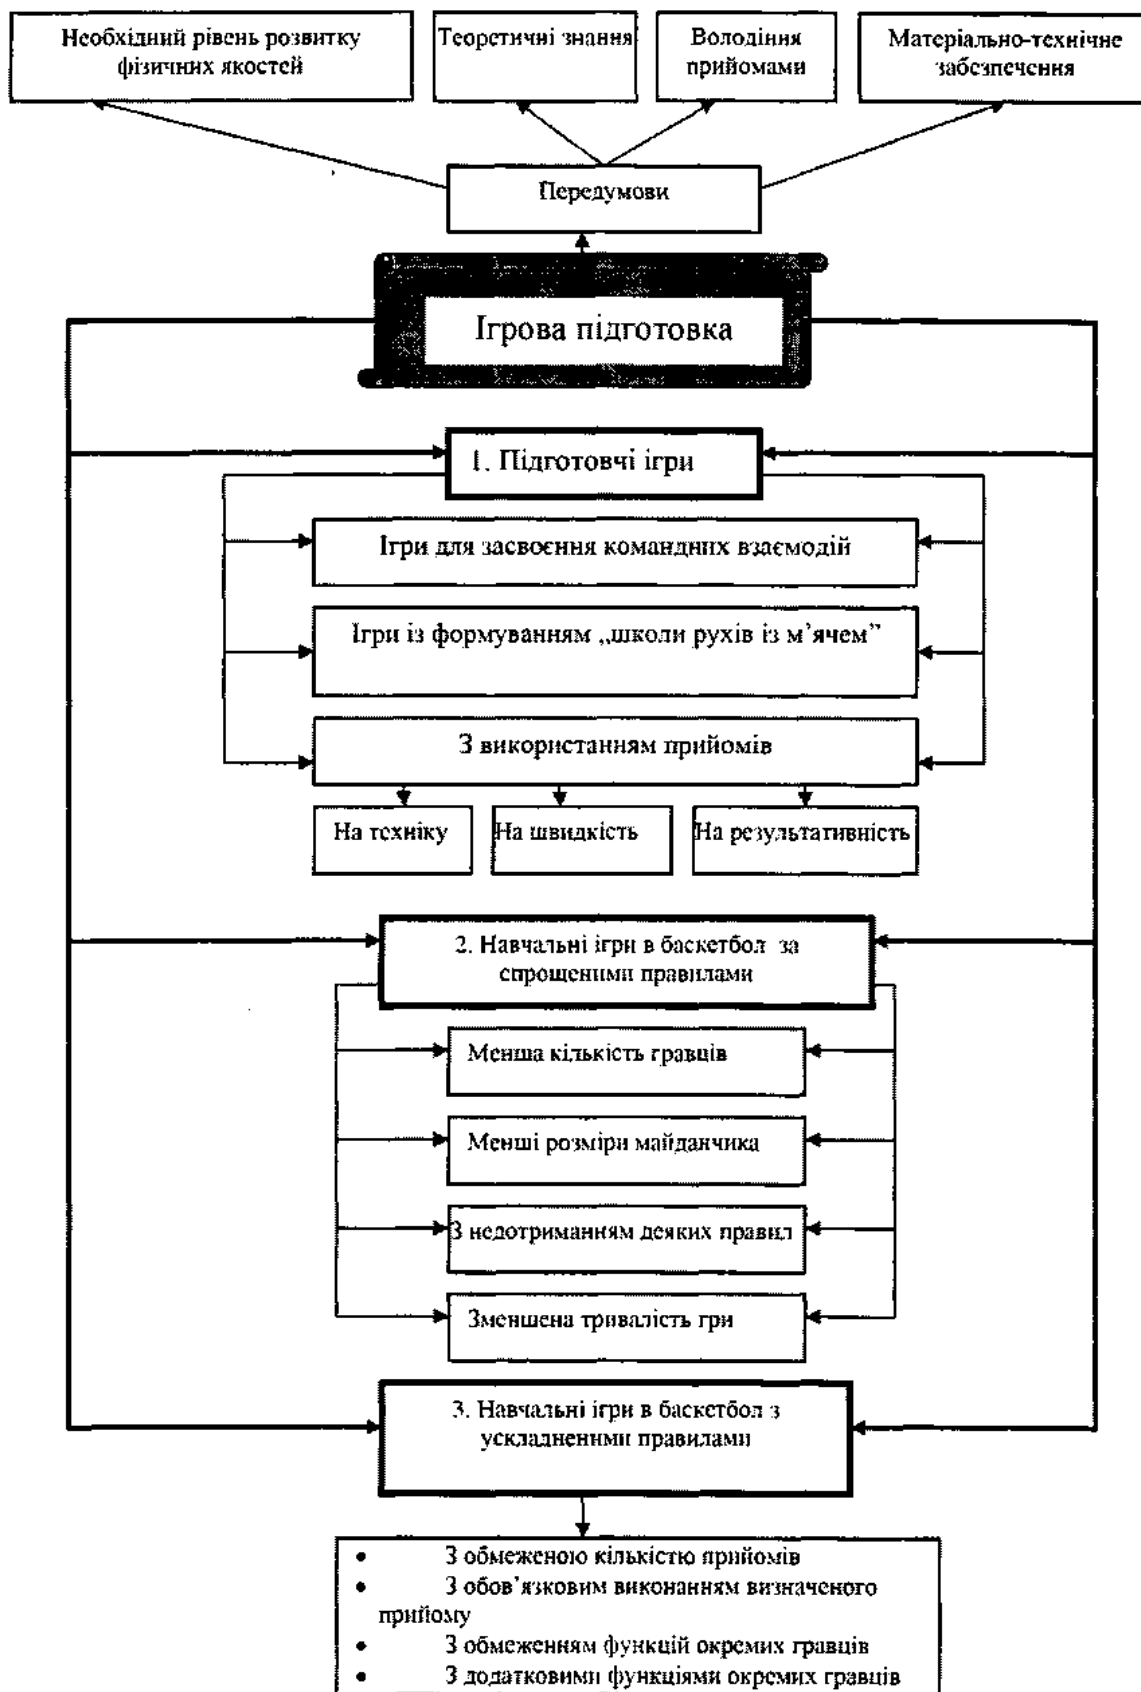 Необхідний рівень розвитку
фізичних якостей
Теоретичні знання
Володіння
прийомами
Матеріально-технічне
забезпечення
Передумови
Ігрова підготовка
1. Підготовчі ігри
Ігри для засвоєння командних взаємодій
Ігри із формуванням „школи рухів із м’ячем”
З використанням прийомів
На техніку
На швидкість
На результативність
2. Навчальні ігри в баскетбол за
спрощеними правилами
Менша кількість гравців
Менші розміри майданчика
З недотриманням деяких правил
Зменшена тривалість гри
3. Навчальні ігри в баскетбол з
ускладненими правилами
• З обмеженою кількістю прийомів
• З обов’язковим виконанням визначеного
прийому
• З обмеженням функцій окремих гравців
• З додатковими функціями окремих гравців